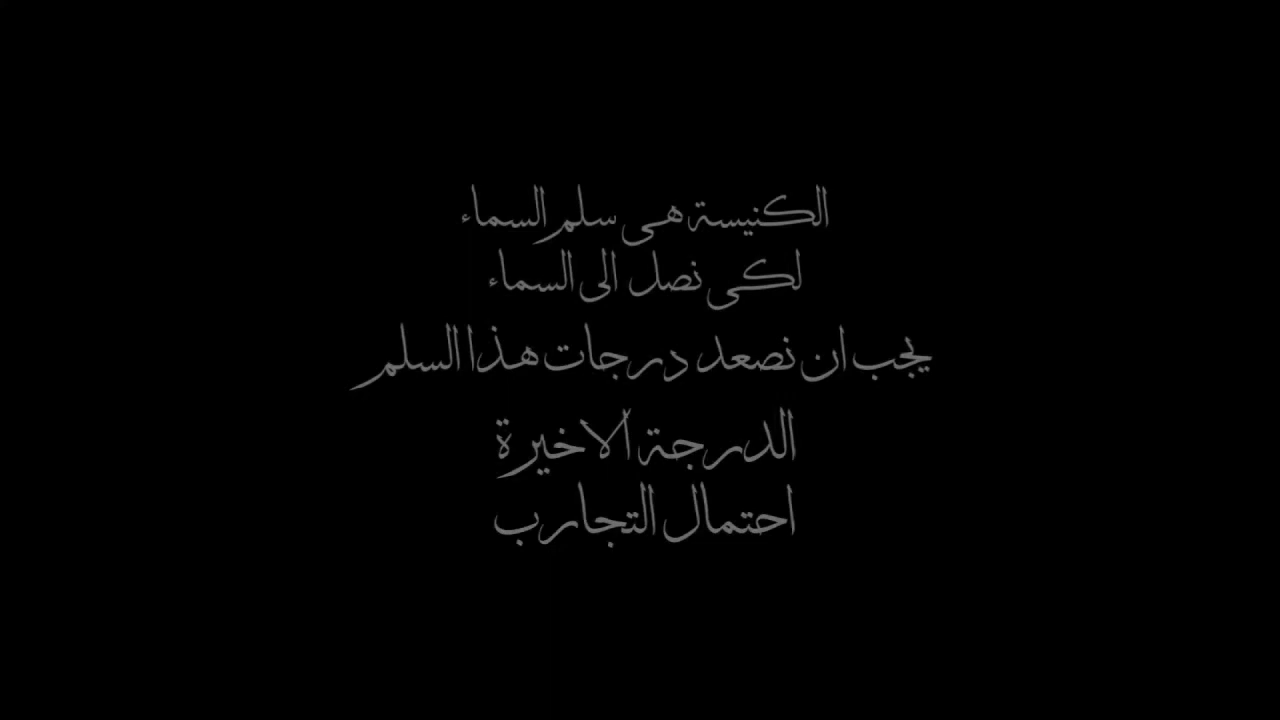 الكنيسة هى سلم السماء
لكى نصل الى السماء
يجب ان نصعد درجات هذا السلم
الدرجة الاخيرة
احتمال التجارب